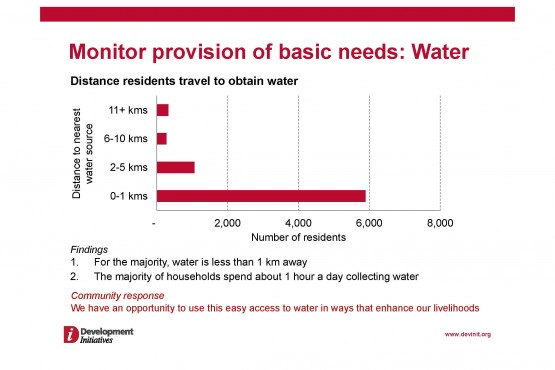 Monitor provision of basic needs: Water
Distance residents travel to obtain water
Distance to nearest
water source
11+ kms
6-10 kms
2-5 kms
0-1 kms
- 2,000 4,000 6,000 8,000
Number of residents
Findings
1. For the majority, water is less than 1 km away
2. The majority of households spend about 1 hour a day collecting water
Community response
We have an opportunity to use this easy access to water in ways that enhance our livelihoods
i Development
Initiatives
www.devinit.org